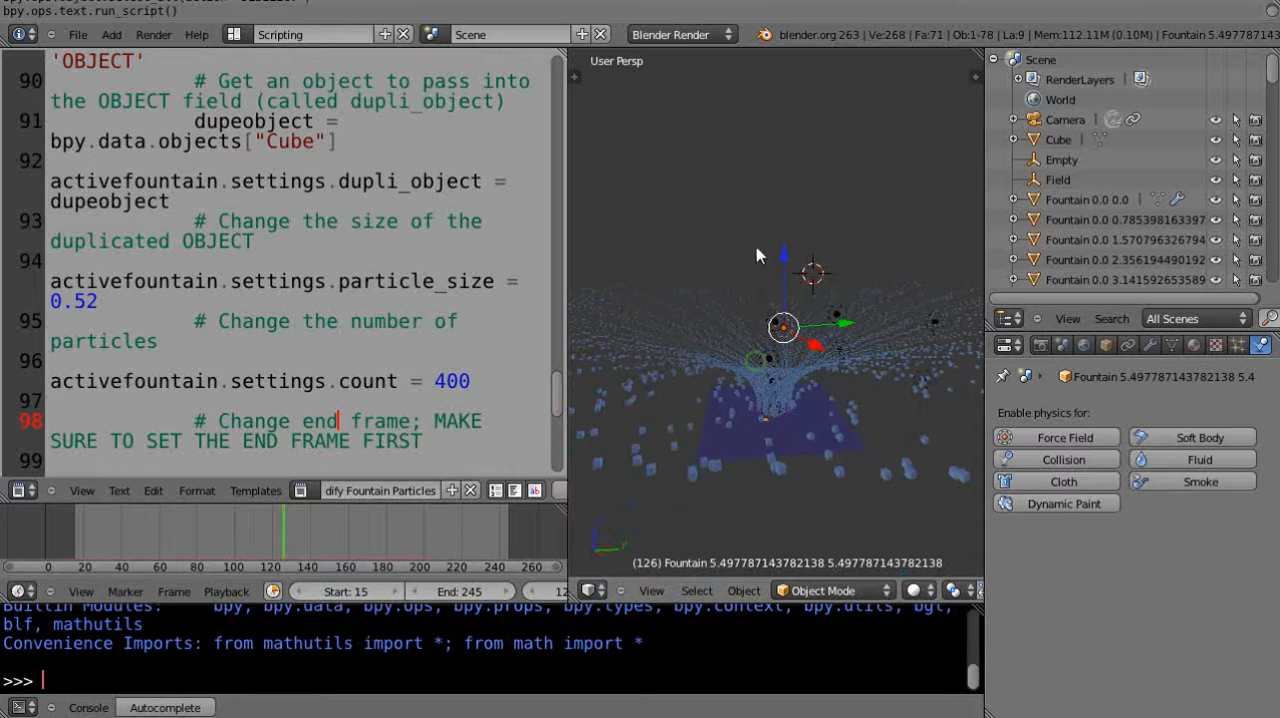 bpy.ops.text.run_script()
File Add Render Help Scripting Scene Blender Render blender.org 263 | Ve:268 | Fa:71 | Ob:1-78 | La:9 | Mem:112.11M (0.10M) | Fountain 5.497787143
'OBJECT'
90 # Get an object to pass into
the OBJECT field (called dupli_object)
91 dupeobject =
bpy.data.objects["Cube"]
92
activefountain.settings.dupli_object =
dupeobject
93 # Change the size of the
duplicated OBJECT
94
activefountain.settings.particle_size =
0.52
95 # Change the number of
particles
96
activefountain.settings.count = 400
97
98 # Change end frame; MAKE
SURE TO SET THE END FRAME FIRST
99
View Text Edit Format Templates dify Fountain Particles
0 20 40 60 80 100 120 140 160 180 200 220 240 260
View Marker Frame Playback Start: 15 End: 245 12
User Persp
(126) Fountain 5.497787143782138 5.497787143782138
View Select Object Object Mode
Scene
RenderLayers
World
Camera
Cube
Empty
Field
Fountain 0.0 0.0
Fountain 0.0 0.785398163397
Fountain 0.0 1.570796326794
Fountain 0.0 2.356194490192
Fountain 0.0 3.141592653589
View Search All Scenes
Fountain 5.497787143782138 5.4
Enable physics for:
Force Field Soft Body
Collision Fluid
Cloth Smoke
Dynamic Paint
Builtin Modules: bpy, bpy.data, bpy.ops, bpy.props, bpy.types, bpy.context, bpy.utils, bgl,
blf, mathutils
Convenience Imports: from mathutils import *; from math import *
>>>
Console Autocomplete